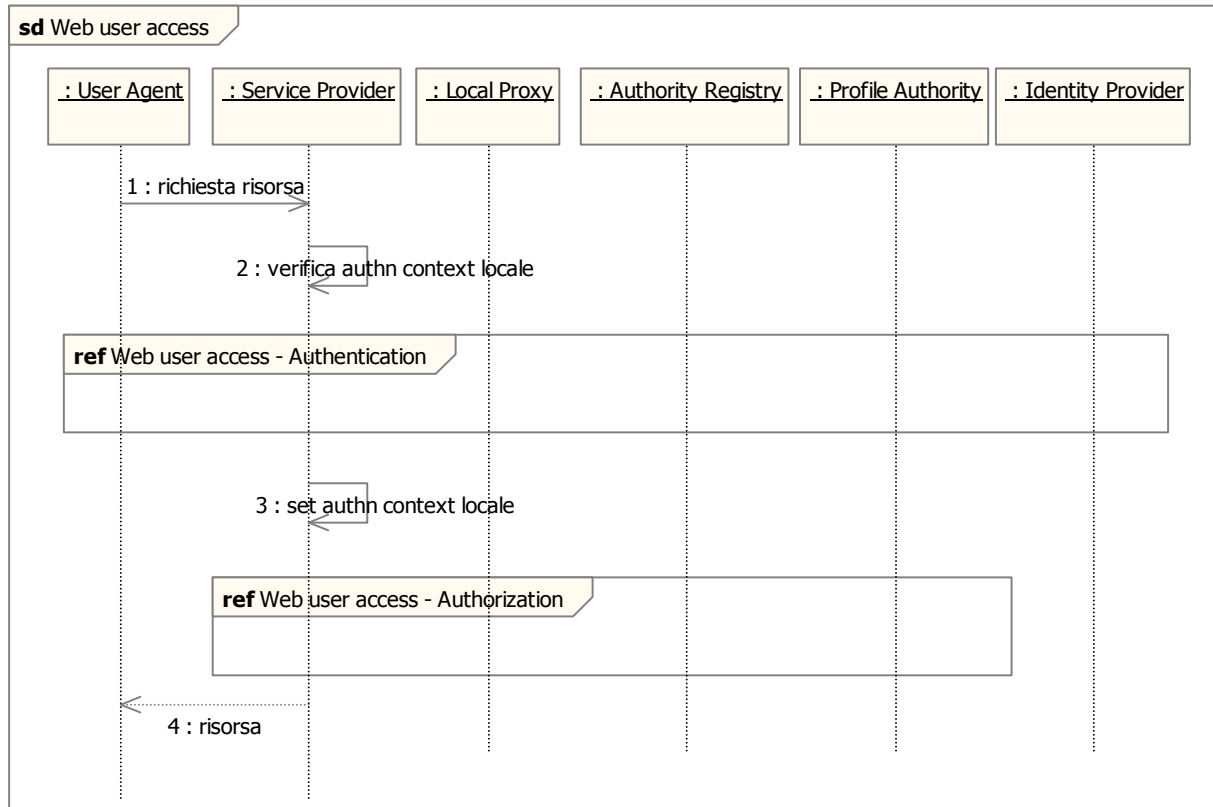 sd Web user access
: User Agent
: Service Provider
: Local Proxy
: Authority Registry
: Profile Authority
: Identity Provider
1 : richiesta risorsa
2 : verifica authn context locale
ref Web user access - Authentication
3 : set authn context locale
ref Web user access - Authorization
4 : risorsa